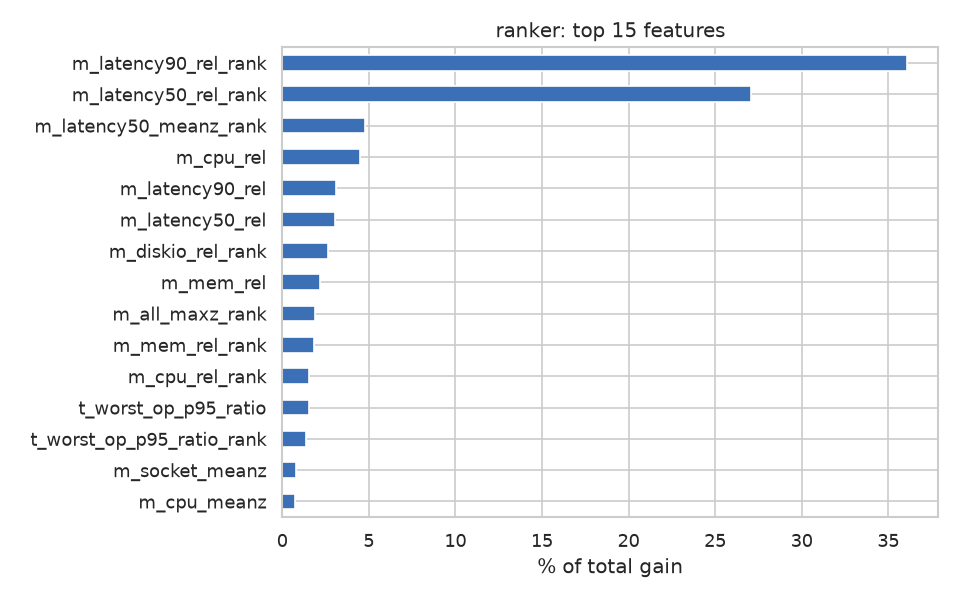 ranker: top 15 features
m_latency90_rel_rank
m_latency50_rel_rank
m_latency50_meanz_rank
m_cpu_rel
m_latency90_rel
m_latency50_rel
m_diskio_rel_rank
m_mem_rel
m_all_maxz_rank
m_mem_rel_rank
m_cpu_rel_rank
t_worst_op_p95_ratio
t_worst_op_p95_ratio_rank
m_socket_meanz
m_cpu_meanz
0 5 10 15 20 25 30 35
% of total gain